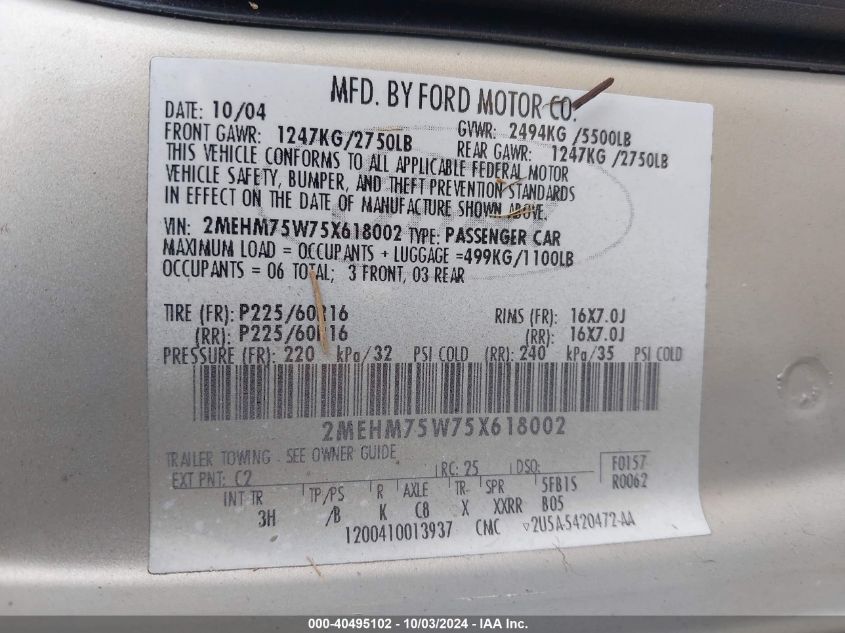 MFD. BY FORD MOTOR CO.
DATE: 10/04
GVWR: 2494KG /5500LB
FRONT GAWR: 1247KG/2750LB
REAR GAWR: 1247KG /2750LB
THIS VEHICLE CONFORMS TO ALL APPLICABLE FEDERAL MOTOR
VEHICLE SAFETY, BUMPER, AND THEFT PREVENTION STANDARDS
IN EFFECT ON THE DATE OF MANUFACTURE SHOWN ABOVE.
VIN: 2MEHM75W75X618002 TYPE: PASSENGER CAR
MAXIMUM LOAD = OCCUPANTS + LUGGAGE =499KG/1100LB
OCCUPANTS = 06 TOTAL; 3 FRONT, 03 REAR
TIRE (FR): P225/60R16 RIMS (FR): 16X7.0J
(RR): P225/60R16 (RR): 16X7.0J
PRESSURE (FR): 220 kPa/32 PSI COLD (RR): 240 kPa/35 PSI COLD
2MEHM75W75X618002
TRAILER TOWING - SEE OWNER GUIDE
EXT PNT: C2 RC: 25 DSO: F0157
R0062
INT TR TP/PS R AXLE TR- SPR 5FB15
3H /B K C8 X XXRR B05
1200410013937 CMC ▿2U5A-5420472-AA
000-40495102 - 10/03/2024 - IAA Inc.